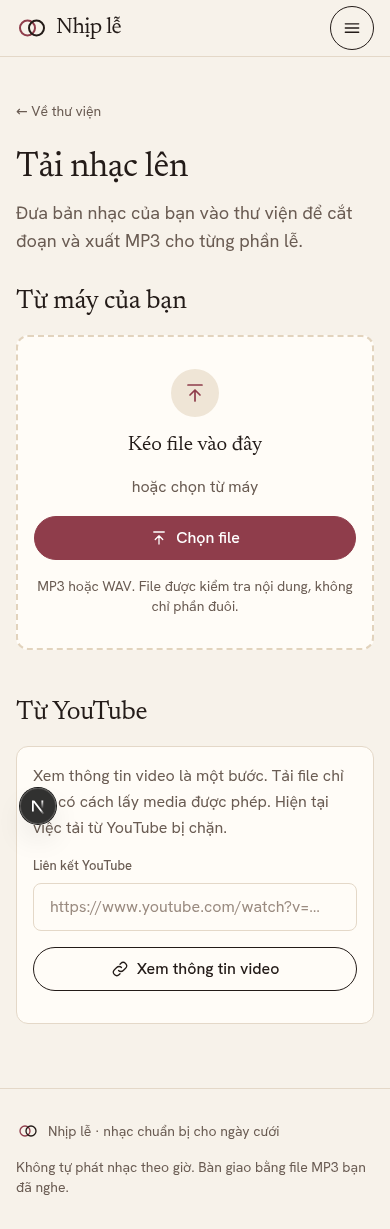 Nhịp lễ
← Về thư viện
Tải nhạc lên
Đưa bản nhạc của bạn vào thư viện để cắt
đoạn và xuất MP3 cho từng phần lễ.
Từ máy của bạn
Kéo file vào đây
hoặc chọn từ máy
Chọn file
MP3 hoặc WAV. File được kiểm tra nội dung, không
chỉ phần đuôi.
Từ YouTube
Xem thông tin video là một bước. Tải file chỉ
có cách lấy media được phép. Hiện tại
việc tải từ YouTube bị chặn.
N
Liên kết YouTube
https://www.youtube.com/watch?v=...
Xem thông tin video
Nhịp lễ · nhạc chuẩn bị cho ngày cưới
Không tự phát nhạc theo giờ. Bàn giao bằng file MP3 bạn
đã nghe.